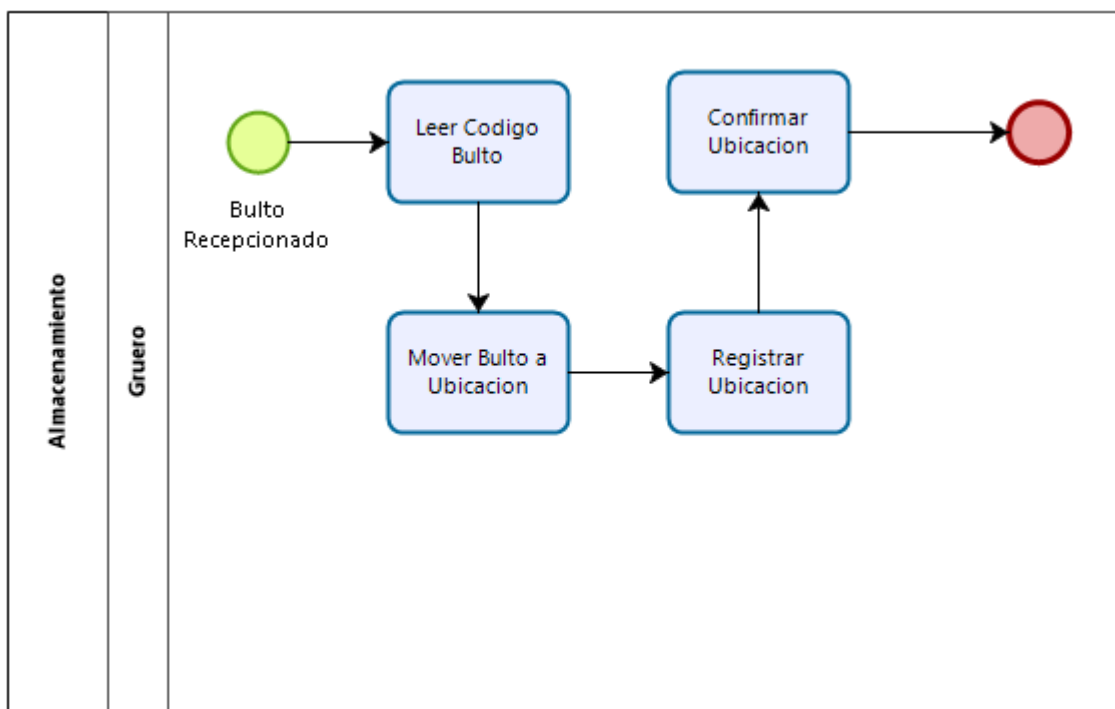 Almacenamiento
Gruero
Bulto
Recepcionado
Leer Codigo
Bulto
Mover Bulto a
Ubicacion
Registrar
Ubicacion
Confirmar
Ubicacion